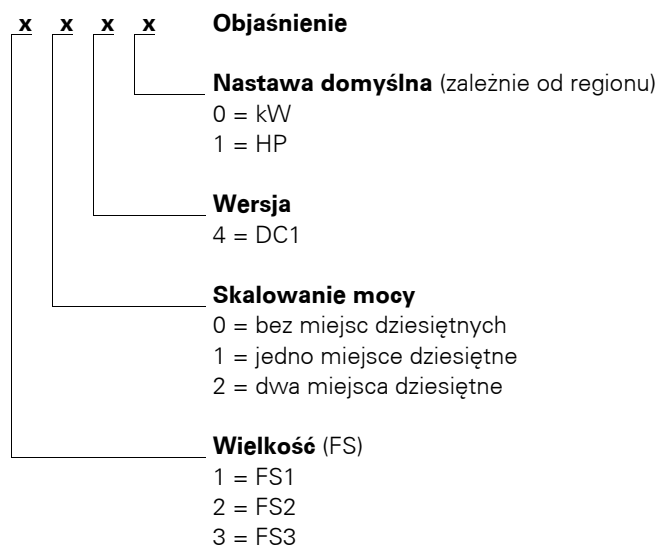 x x x x Objaśnienie
Nastawa domyślna (zależnie od regionu)
0 = kW
1 = HP
Wersja
4 = DC1
Skalowanie mocy
0 = bez miejsc dziesiętnych
1 = jedno miejsce dziesiętne
2 = dwa miejsca dziesiętne
Wielkość (FS)
1 = FS1
2 = FS2
3 = FS3